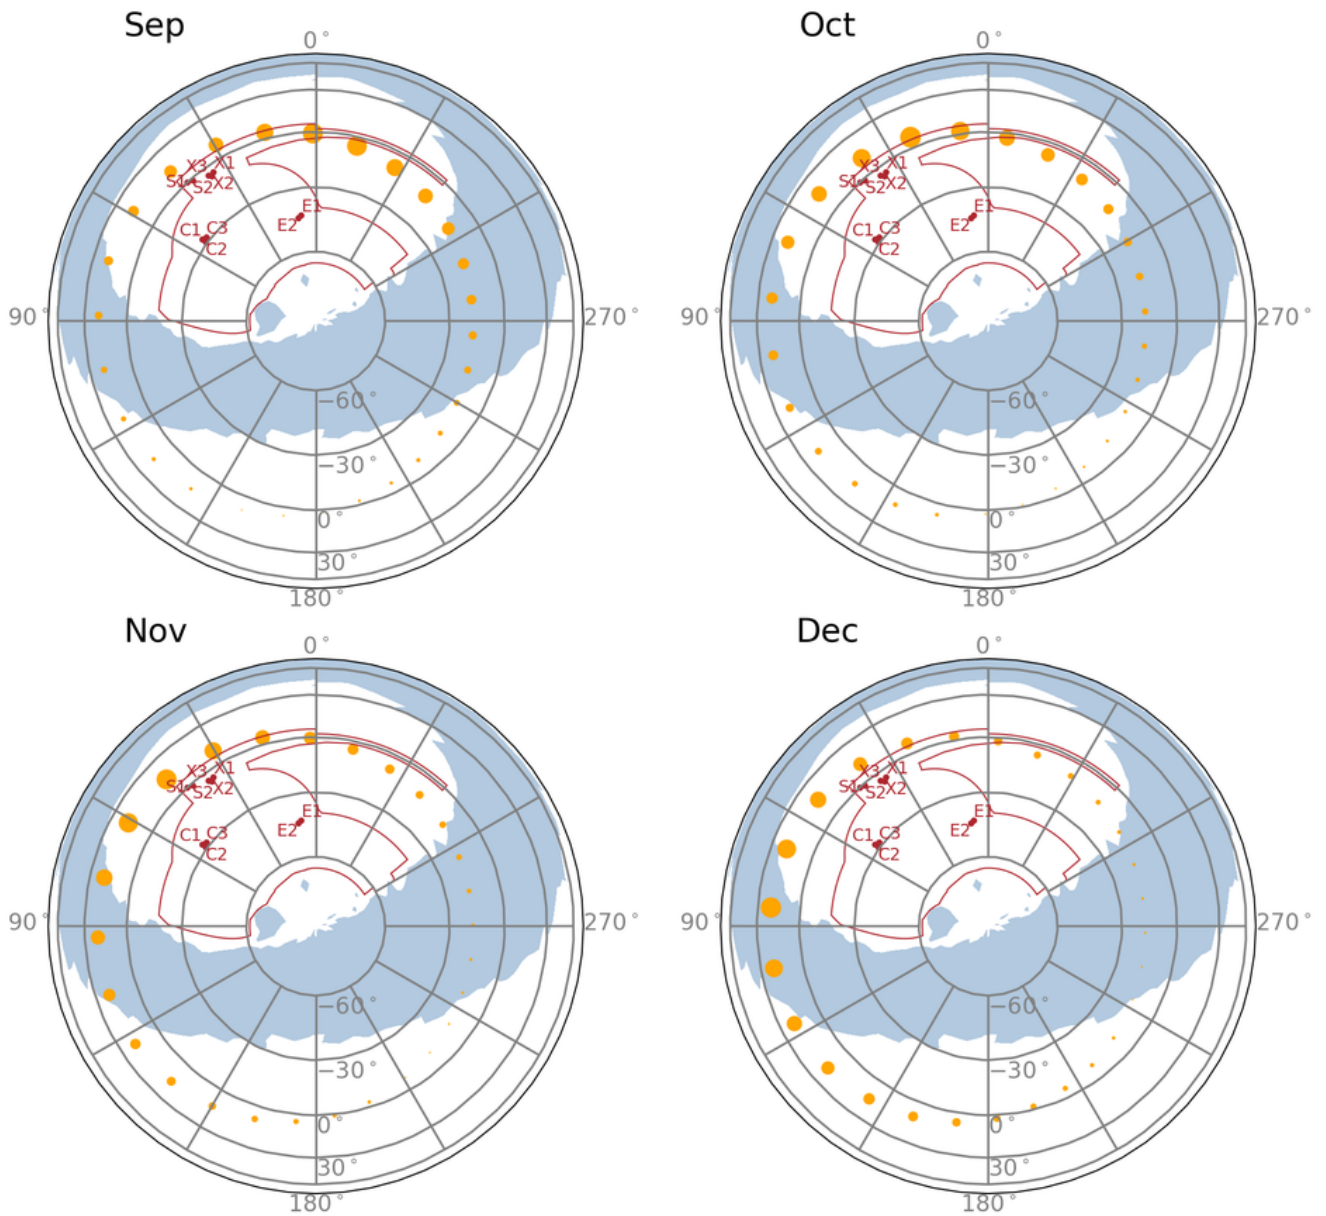 Sep
Oct
0°
0°
X3 X1
S1 S2 X2
X3 X1
S1 S2 X2
E1
E2
E1
E2
C1 C3
C2
C1 C3
C2
90°
270°
90°
270°
−60°
−60°
−30°
−30°
0°
0°
30°
30°
180°
180°
Nov
Dec
0°
0°
X3 X1
S1 S2 X2
X3 X1
S1 S2 X2
E1
E2
E1
E2
C1 C3
C2
C1 C3
C2
90°
270°
90°
270°
−60°
−60°
−30°
−30°
0°
0°
30°
30°
180°
180°